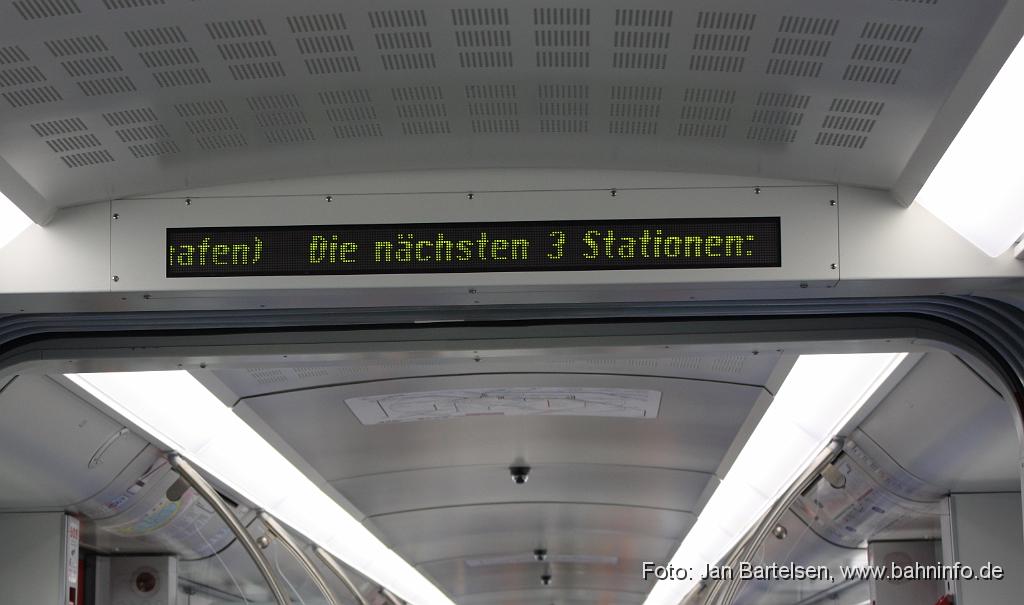 afen)   Die nächsten 3 Stationen:
Foto: Jan Bartelsen, www.bahninfo.de